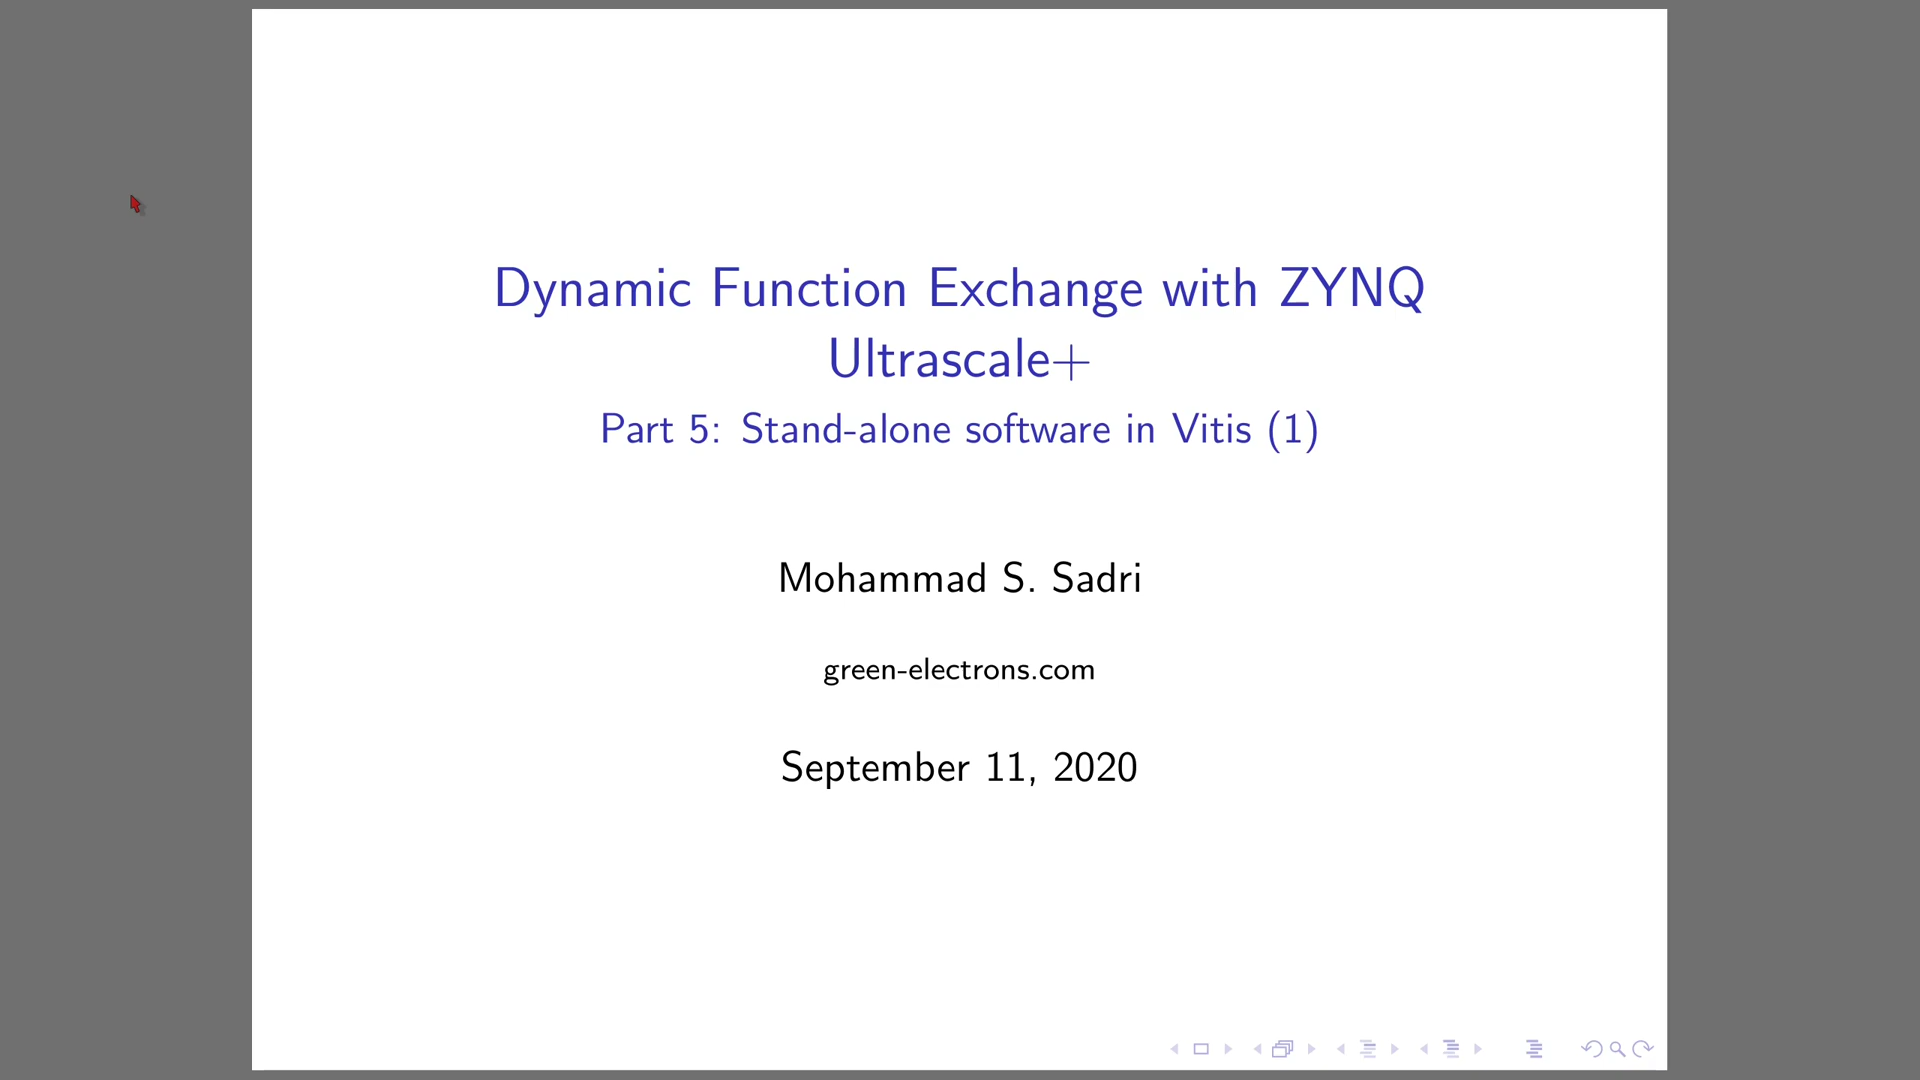 Dynamic Function Exchange with ZYNQ
Ultrascale+
Part 5: Stand-alone software in Vitis (1)
Mohammad S. Sadri
green-electrons.com
September 11, 2020